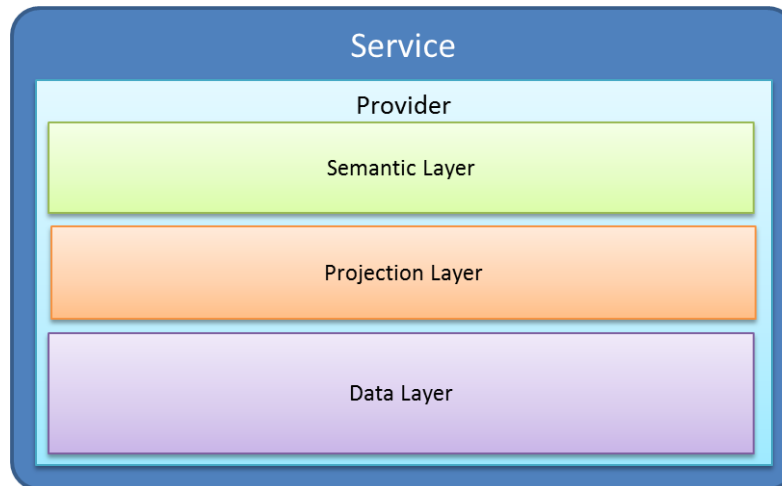 Service
Provider
Semantic Layer
Projection Layer
Data Layer